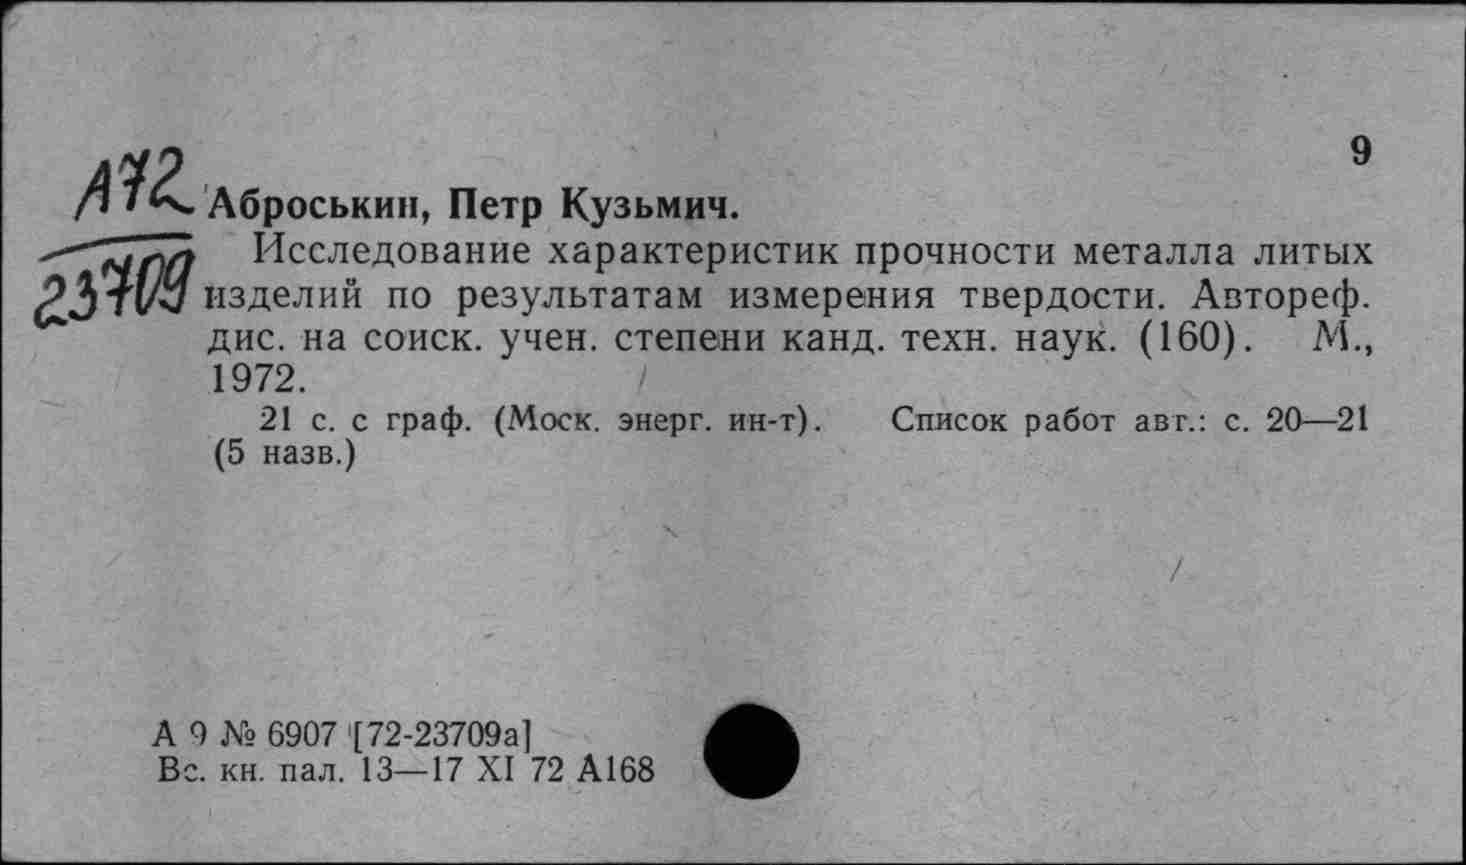 9
А72
23709
Аброськин, Петр Кузьмич.
Исследование характеристик прочности металла литых
изделий по результатам измерения твердости. Автореф.
дис. на соиск. учен. степени канд. техн. наук. (160). М.,
1972.
21 с. с граф. (Моск. энерг. ин-т). Список работ авт.: с. 20—21
(5 назв.)
А 9 № 6907 [72-23709а]
Вс. кн. пал. 13—17 XI 72 А168